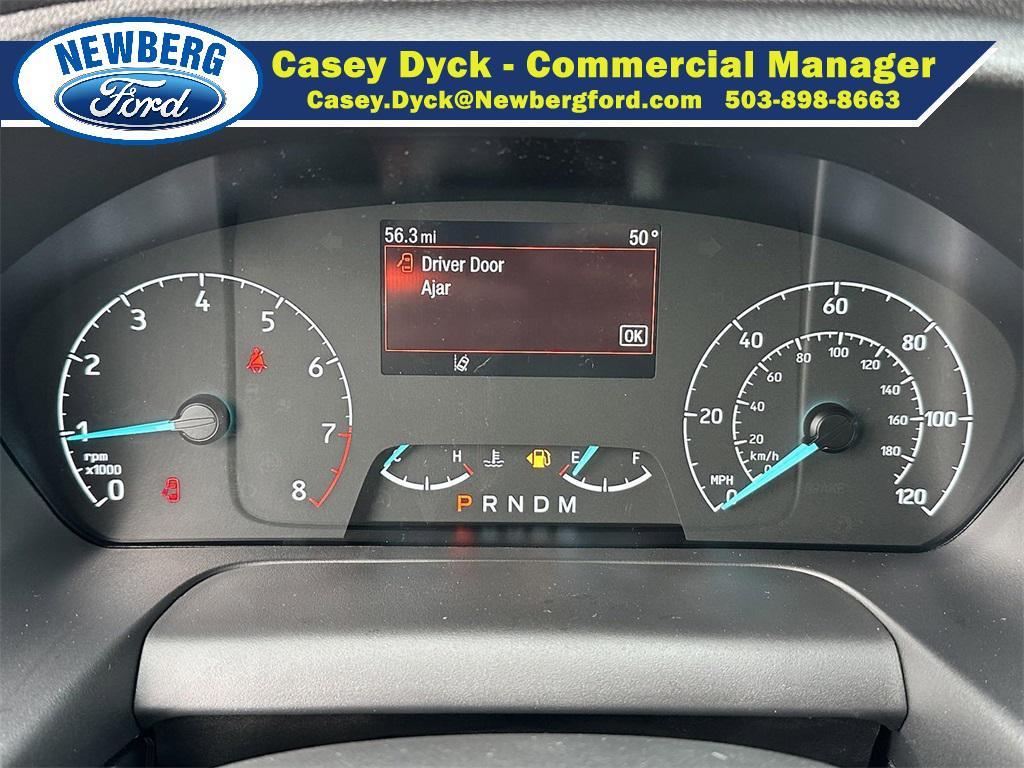 NEWBERG
Ford
Casey Dyck - Commercial Manager
Casey.Dyck@Newbergford.com 503-898-8663
56.3 mi 50°
Driver Door
Ajar
OK
0 1 2 3 4 5 6 7 8
rpm
x1000
C H E F
P R N D M
0 20 40 60 80 100 120
MPH
0 20 40 60 80 100 120 140 160 180
km/h